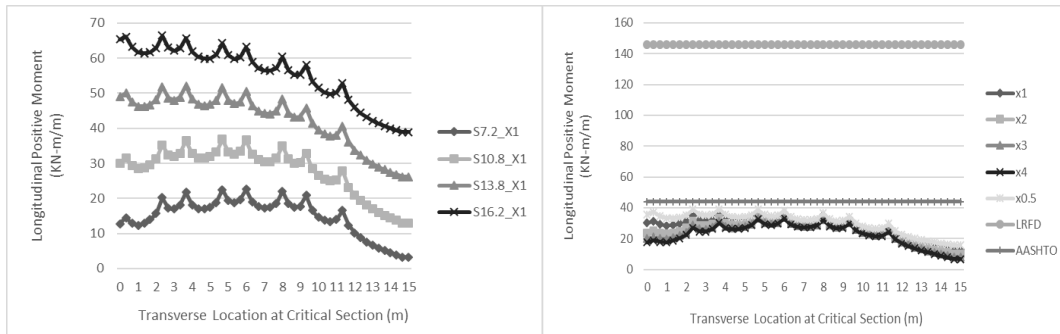 70
60
50
40
30
20
10
0
Longitudinal Positive Moment
(KN-m/m)
0 1 2 3 3 4 5 6 7 8 9 9 10 11 12 13 14 15
Transverse Location at Critical Section (m)
S7.2_X1
S10.8_X1
S13.8_X1
S16.2_X1
160
140
120
100
80
60
40
20
0
Longitudinal Positive Moment
(KN-m/m)
0 1 2 3 3 4 5 6 7 8 9 9 10 11 12 13 14 15
Transverse Location at Critical Section (m)
x1
x2
x3
x4
x0.5
LRFD
AASHTO